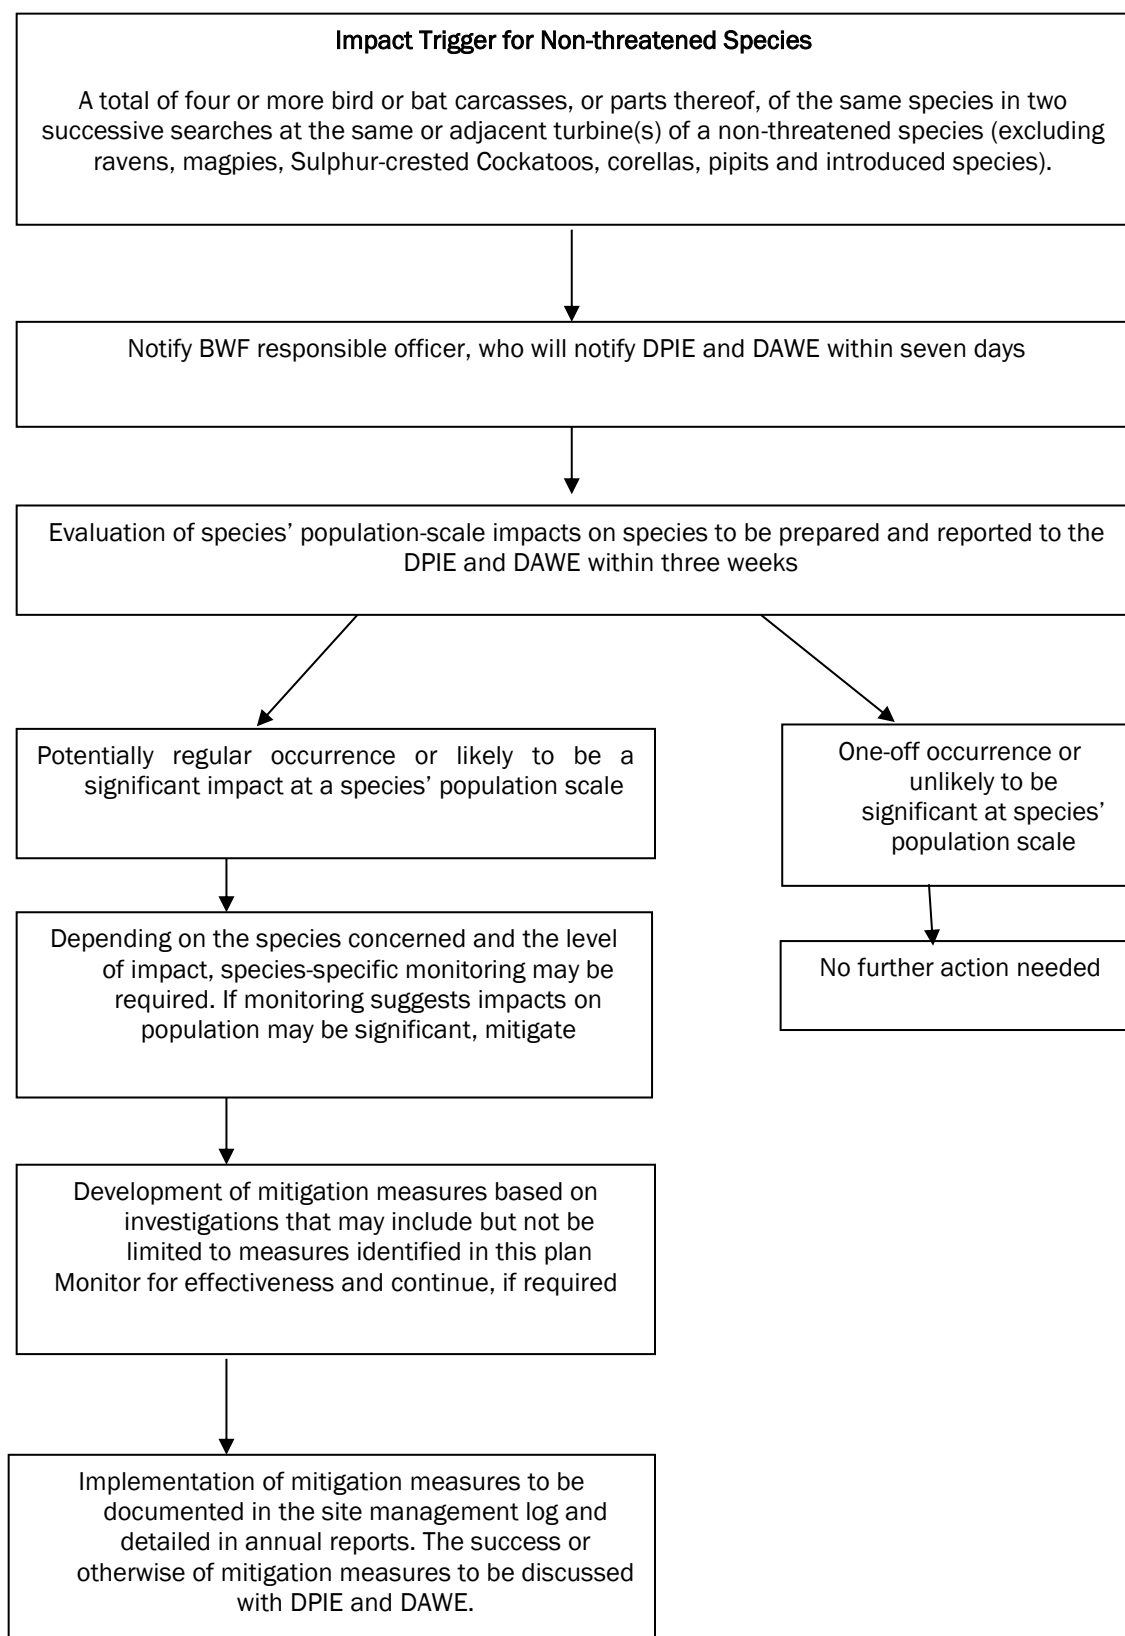 Impact Trigger for Non-threatened Species
A total of four or more bird or bat carcasses, or parts thereof, of the same species in two
successive searches at the same or adjacent turbine(s) of a non-threatened species (excluding
ravens, magpies, Sulphur-crested Cockatoos, corellas, pipits and introduced species).
Notify BWF responsible officer, who will notify DPIE and DAWE within seven days
Evaluation of species’ population-scale impacts on species to be prepared and reported to the
DPIE and DAWE within three weeks
Potentially regular occurrence or likely to be a
significant impact at a species’ population scale
One-off occurrence or
unlikely to be
significant at species’
population scale
Depending on the species concerned and the level
of impact, species-specific monitoring may be
required. If monitoring suggests impacts on
population may be significant, mitigate
No further action needed
Development of mitigation measures based on
investigations that may include but not be
limited to measures identified in this plan
Monitor for effectiveness and continue, if required
Implementation of mitigation measures to be
documented in the site management log and
detailed in annual reports. The success or
otherwise of mitigation measures to be discussed
with DPIE and DAWE.